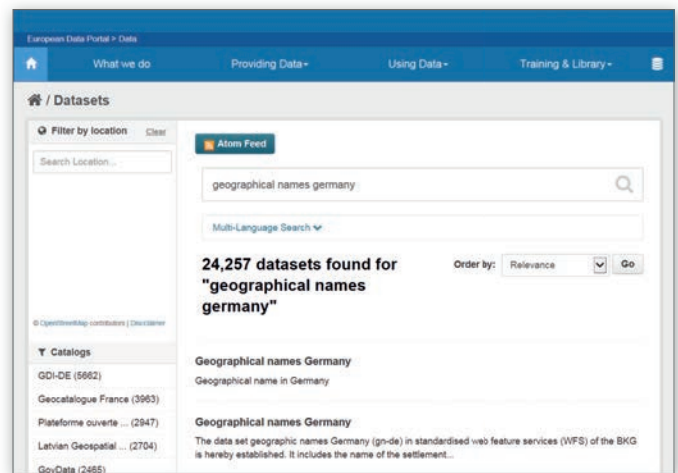 European Data Portal > Data
What we do
Providing Data
Using Data
Training & Library
/ Datasets
Filter by location Clear
Search Location...
© OpenStreetMap contributors | Disclaimer
Catalogs
GDI-DE (5662)
Geocatalogue France (3963)
Plateforme ouverte ... (2947)
Latvian Geospatial ... (2704)
GovData (2465)
Atom Feed
geographical names germany
Multi-Language Search
24,257 datasets found for
"geographical names
germany"
Order by: Relevance Go
Geographical names Germany
Geographical name in Germany
Geographical names Germany
The data set geographic names Germany (gn-de) in standardised web feature services (WFS) of the BKG
is hereby established. It includes the name of the settlement...